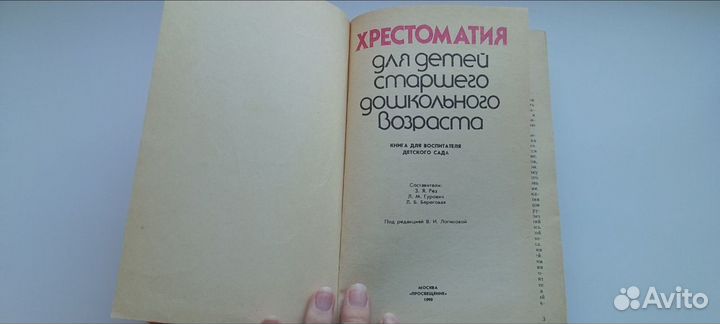 ХРЕСТОМАТИЯ
для детей
старшего
дошкольного
возраста
КНИГА ДЛЯ ВОСПИТАТЕЛЯ
ДЕТСКОГО САДА
Составители:
З. Я. Рез
Л. М. Гурович
Л. Б. Береговая
Под редакцией В. И. Логиновой
МОСКВА
«ПРОСВЕЩЕНИЕ»
1990
3
Avito